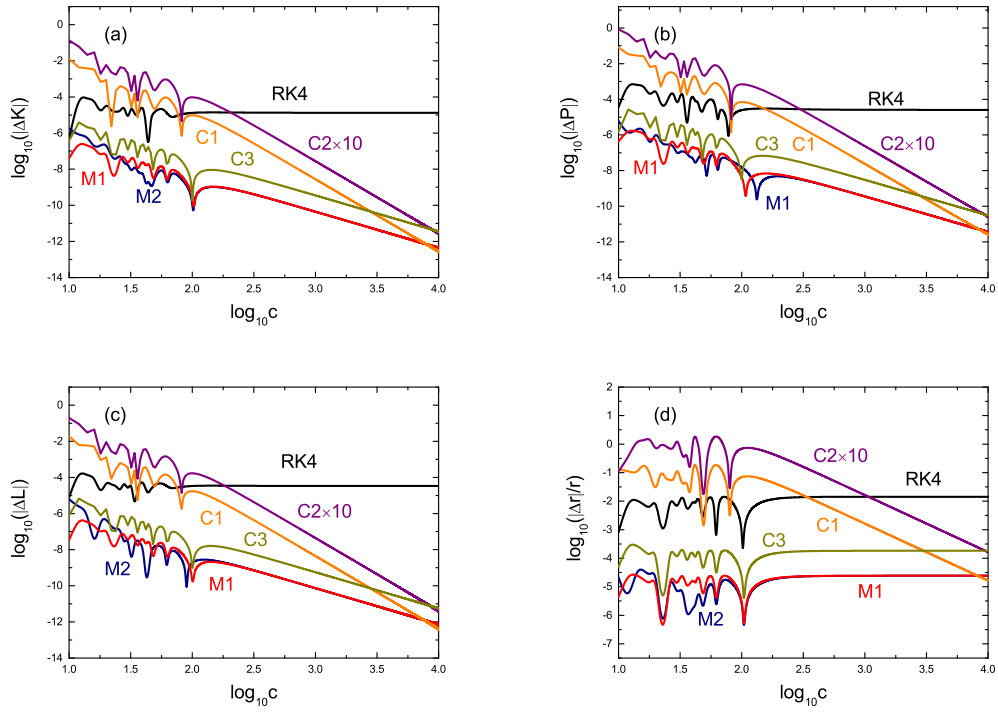 (a)
log10(|ΔK|)
0
-2
-4
-6
-8
-10
-12
-14
RK4
C1
C2×10
C3
M1
M2
1.0 1.5 2.0 2.5 3.0 3.5 4.0
log10c
(b)
log10(|ΔP|)
0
-2
-4
-6
-8
-10
-12
-14
RK4
C3
C1
C2×10
M1
M1
1.0 1.5 2.0 2.5 3.0 3.5 4.0
log10c
(c)
log10(|ΔL|)
0
-2
-4
-6
-8
-10
-12
-14
RK4
C1
C2×10
C3
M2
M1
1.0 1.5 2.0 2.5 3.0 3.5 4.0
log10c
(d)
log10(|Δr|/r)
2
1
0
-1
-2
-3
-4
-5
-6
-7
C2×10
RK4
C1
C3
M1
M2
1.0 1.5 2.0 2.5 3.0 3.5 4.0
log10c